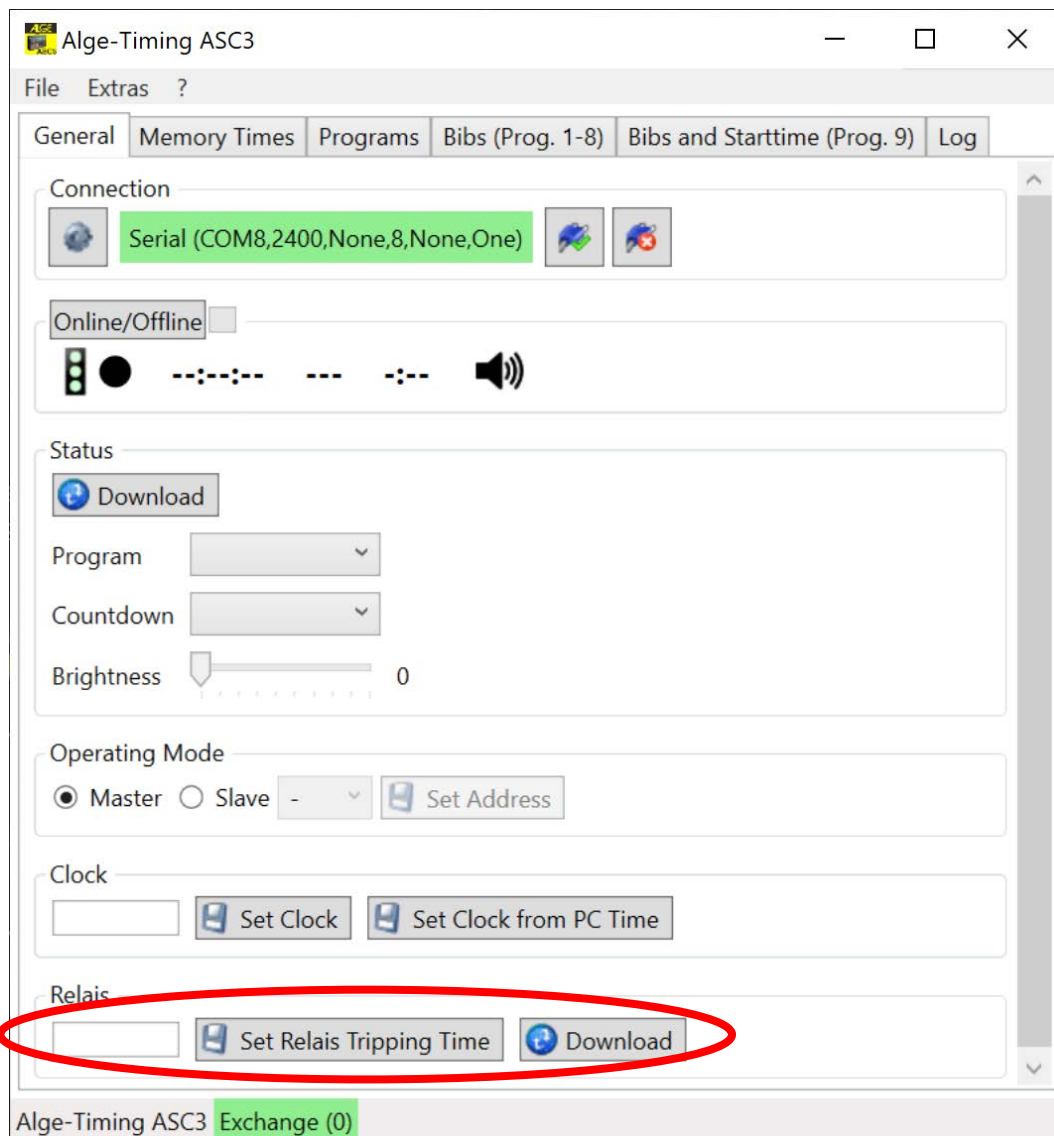 Alge-Timing ASC3
File Extras ?
General Memory Times Programs Bibs (Prog. 1-8) Bibs and Starttime (Prog. 9) Log
Connection
Serial (COM8,2400,None,8,None,One)
Online/Offline
--:--:-- --- -:--
Status
Download
Program
Countdown
Brightness 0
Operating Mode
Master Slave - Set Address
Clock
Set Clock Set Clock from PC Time
Relais
Set Relais Tripping Time Download
Alge-Timing ASC3 Exchange (0)